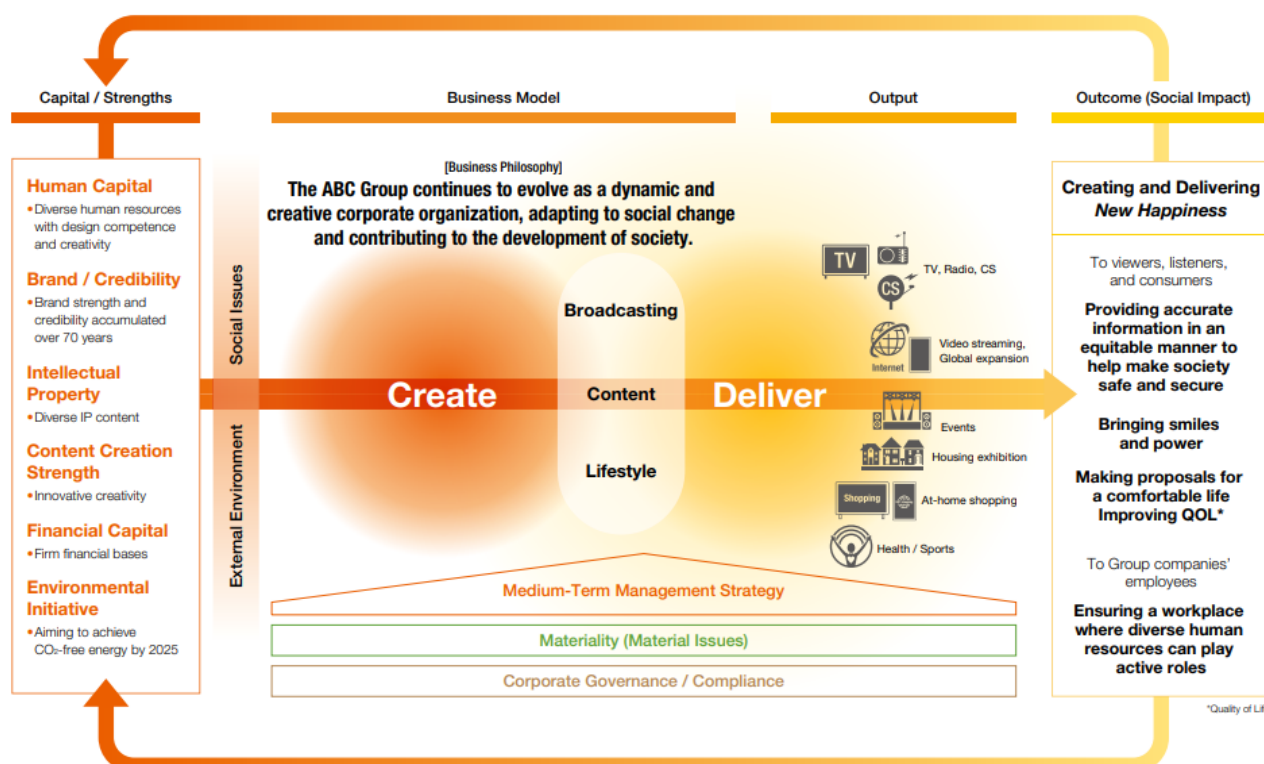 Capital / Strengths
Business Model
Output
Outcome (Social Impact)
Human Capital
•Diverse human resources
with design competence
and creativity
Brand / Credibility
•Brand strength and
credibility accumulated
over 70 years
Intellectual
Property
•Diverse IP content
Content Creation
Strength
•Innovative creativity
Financial Capital
•Firm financial bases
Environmental
Initiative
•Aiming to achieve
CO₂-free energy by 2025
Social Issues
External Environment
[Business Philosophy]
The ABC Group continues to evolve as a dynamic and
creative corporate organization, adapting to social change
and contributing to the development of society.
Create
Broadcasting
Content
Lifestyle
Deliver
TV
CS
TV, Radio, CS
Internet
Video streaming,
Global expansion
Events
Housing exhibition
Shopping
At-home shopping
Health / Sports
Medium-Term Management Strategy
Materiality (Material Issues)
Corporate Governance / Compliance
Creating and Delivering
New Happiness
To viewers, listeners,
and consumers
Providing accurate
information in an
equitable manner to
help make society
safe and secure
Bringing smiles
and power
Making proposals for
a comfortable life
Improving QOL*
To Group companies'
employees
Ensuring a workplace
where diverse human
resources can play
active roles
*Quality of Lif